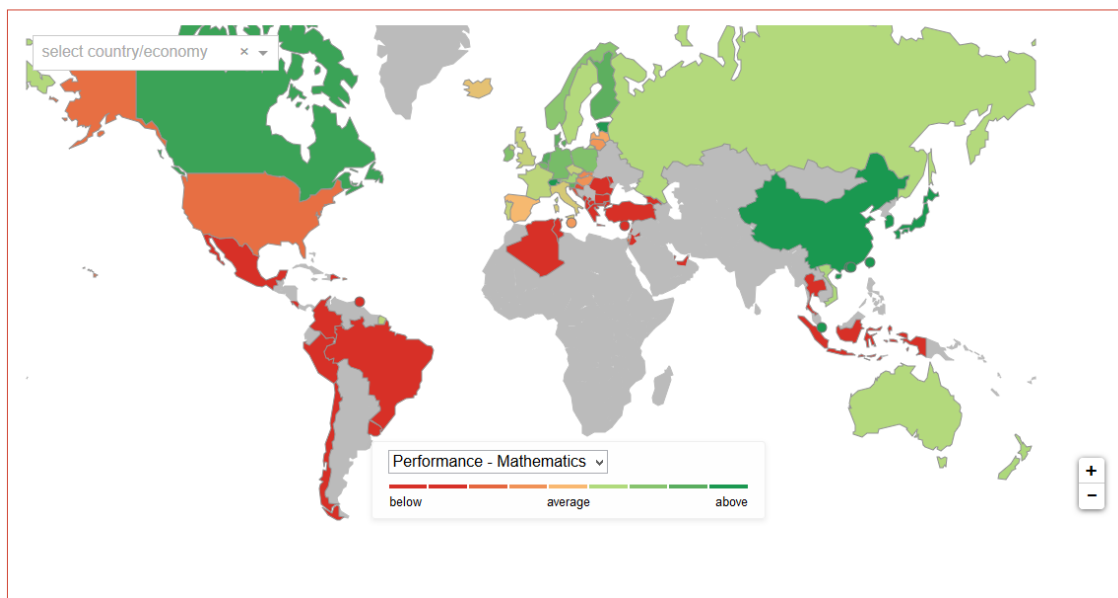 select country/economy × 
Performance - Mathematics
below average above
+
−